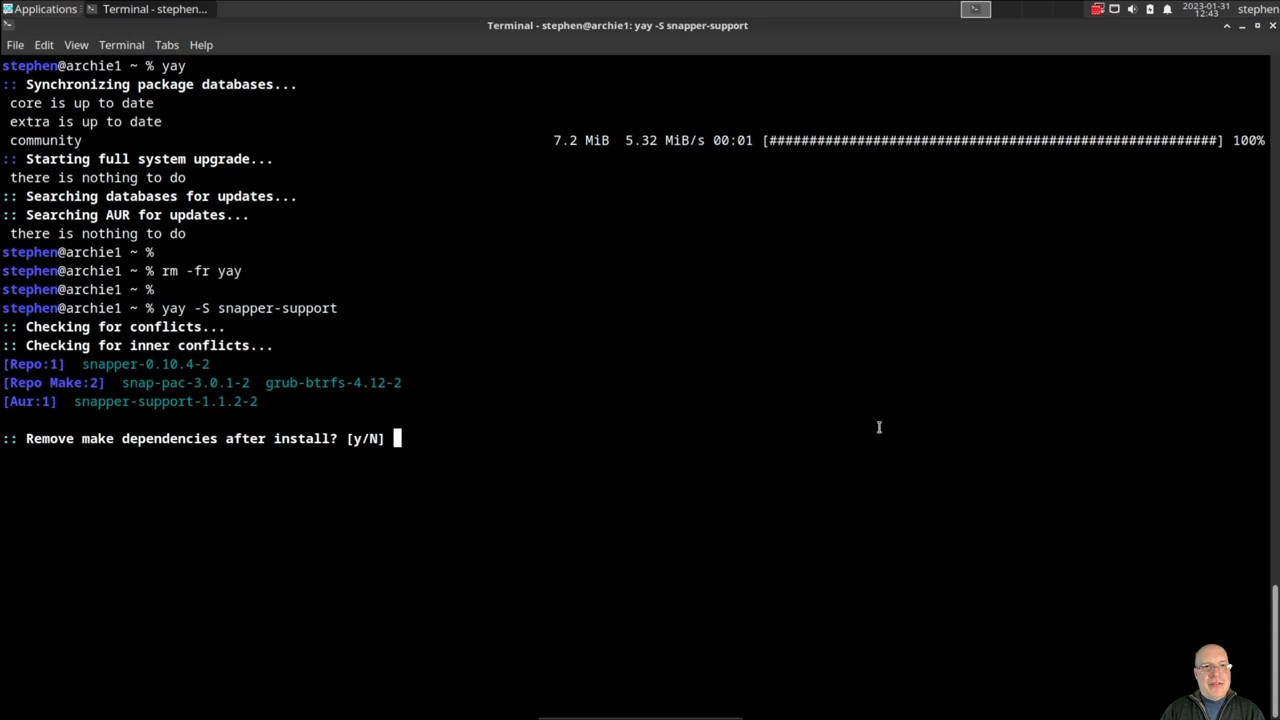 Applications
Terminal - stephen...
2023-01-31
12:43
stephen
Terminal - stephen@archie1: yay -S snapper-support
File Edit View Terminal Tabs Help
stephen@archie1 ~ % yay
:: Synchronizing package databases...
core is up to date
extra is up to date
community 7.2 MiB 5.32 MiB/s 00:01 [########################################################] 100%
:: Starting full system upgrade...
there is nothing to do
:: Searching databases for updates...
:: Searching AUR for updates...
there is nothing to do
stephen@archie1 ~ %
stephen@archie1 ~ % rm -fr yay
stephen@archie1 ~ %
stephen@archie1 ~ % yay -S snapper-support
:: Checking for conflicts...
:: Checking for inner conflicts...
[Repo:1] snapper-0.10.4-2
[Repo Make:2] snap-pac-3.0.1-2 grub-btrfs-4.12-2
[Aur:1] snapper-support-1.1.2-2
:: Remove make dependencies after install? [y/N]